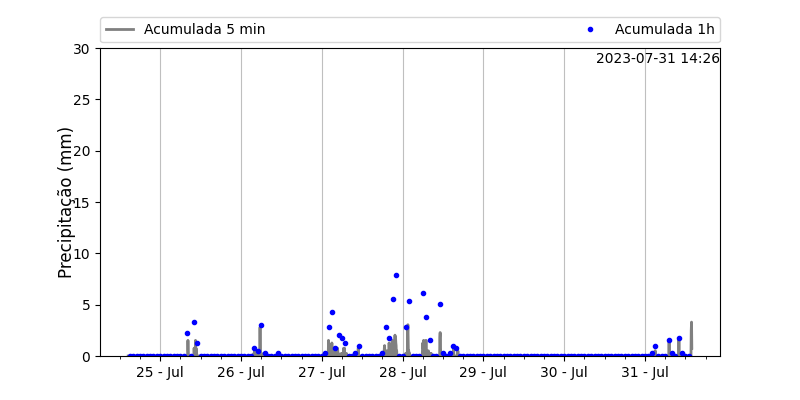 Acumulada 5 min
Acumulada 1h
2023-07-31 14:26
Precipitação (mm)
30
25
20
15
10
5
0
25 - Jul
26 - Jul
27 - Jul
28 - Jul
29 - Jul
30 - Jul
31 - Jul